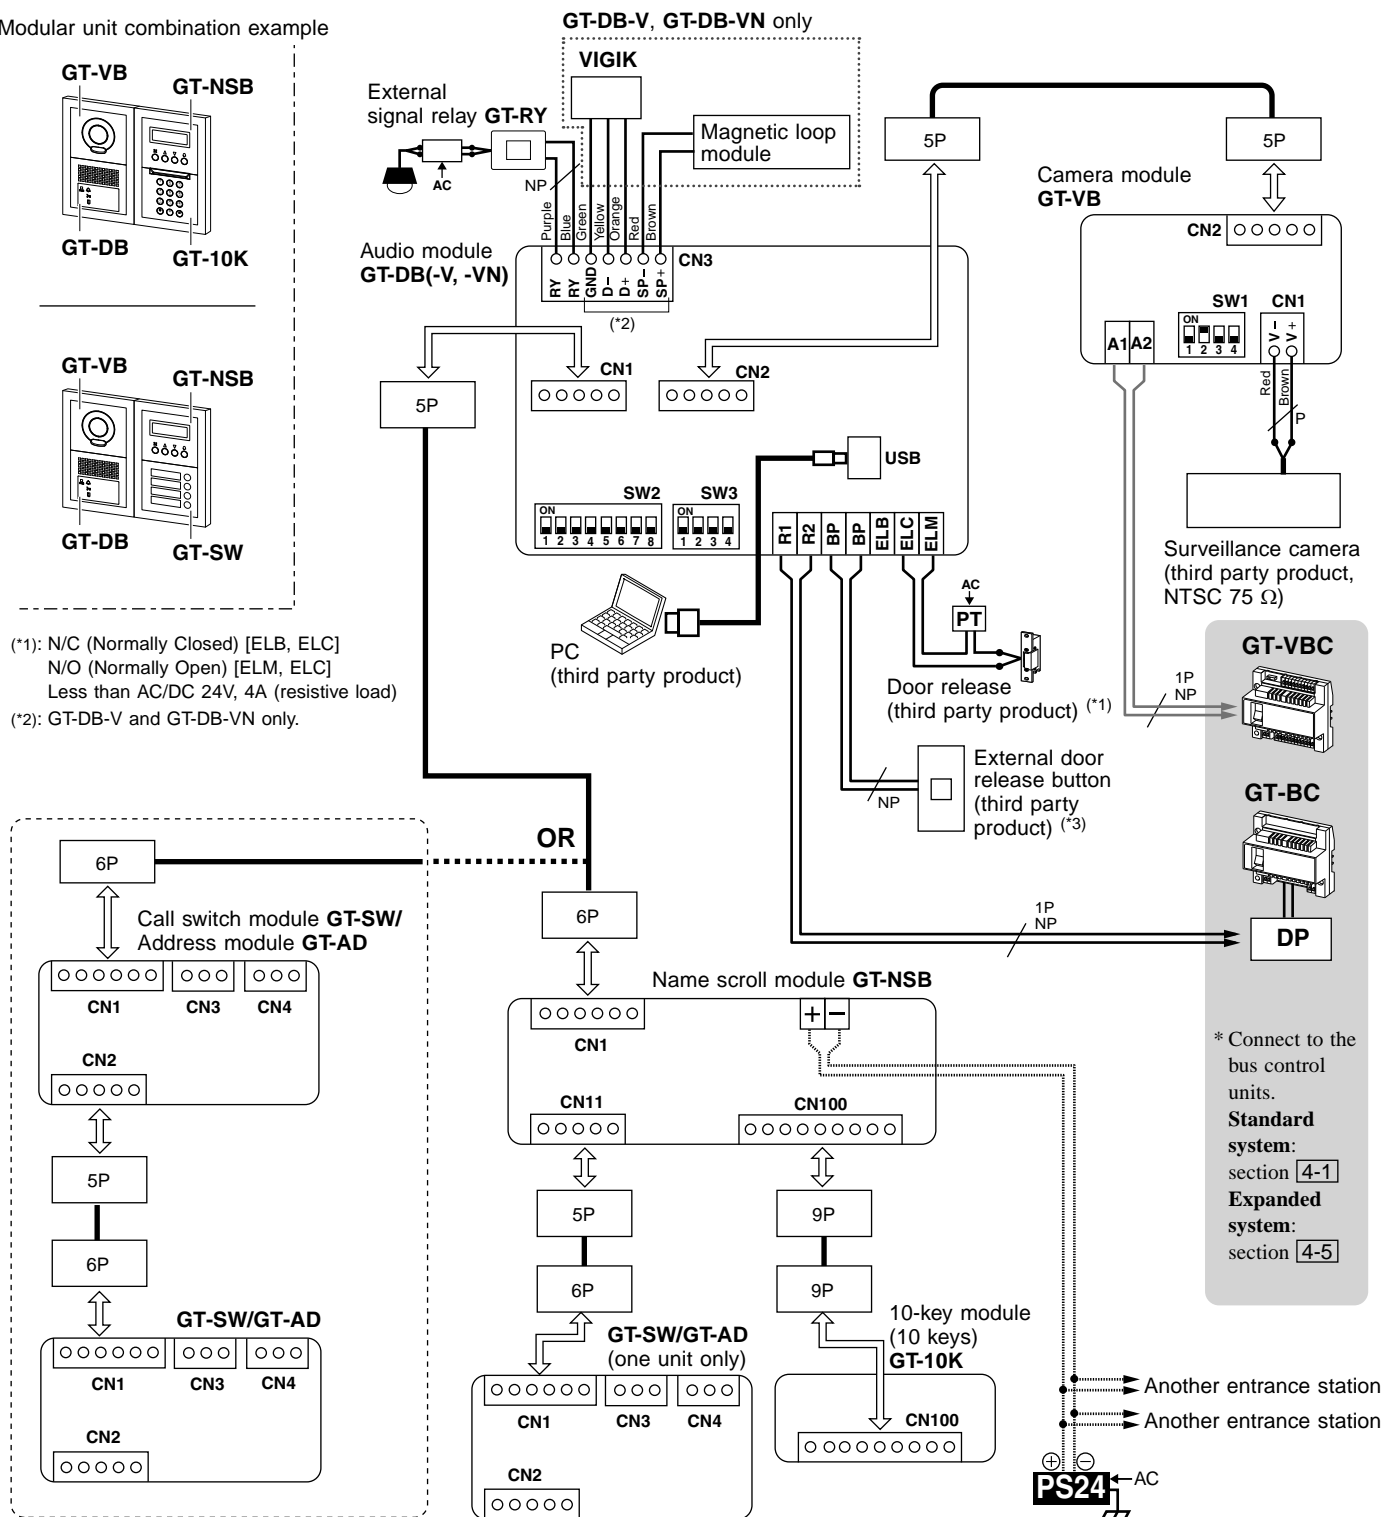 Modular unit combination example
GT-VB
GT-NSB
GT-DB
GT-10K
GT-VB
GT-NSB
GT-DB
GT-SW
(*1): N/C (Normally Closed) [ELB, ELC]
N/O (Normally Open) [ELM, ELC]
Less than AC/DC 24V, 4A (resistive load)
(*2): GT-DB-V and GT-DB-VN only.
GT-DB-V, GT-DB-VN only
VIGIK
External
signal relay GT-RY
Magnetic loop
module
AC
NP
Purple
Blue
Green
Yellow
Orange
Red
Brown
Audio module
GT-DB(-V, -VN)
CN3
RY
RY
GND
D-
D+
SP-
SP+
(*2)
5P
CN1
CN2
USB
SW2
ON
1 2 3 4 5 6 7 8
SW3
ON
1 2 3 4
R1
R2
BP
BP
ELB
ELC
ELM
PC
(third party product)
AC
PT
Door release
(third party product) (*1)
External door
release button
(third party
product) (*3)
NP
5P
5P
Camera module
GT-VB
CN2
SW1
ON
1 2 3 4
CN1
V -
V +
A1
A2
Red
Brown
P
Surveillance camera
(third party product,
NTSC 75 Ω)
GT-VBC
1P
NP
GT-BC
1P
NP
DP
* Connect to the
bus control
units.
Standard
system:
section 4-1
Expanded
system:
section 4-5
OR
6P
Call switch module GT-SW/
Address module GT-AD
CN1
CN3
CN4
CN2
5P
6P
GT-SW/GT-AD
CN1
CN3
CN4
CN2
6P
Name scroll module GT-NSB
CN1
+
-
CN11
CN100
5P
9P
6P
9P
GT-SW/GT-AD
(one unit only)
CN1
CN3
CN4
CN2
10-key module
(10 keys)
GT-10K
CN100
Another entrance station
Another entrance station
+
-
PS24
AC